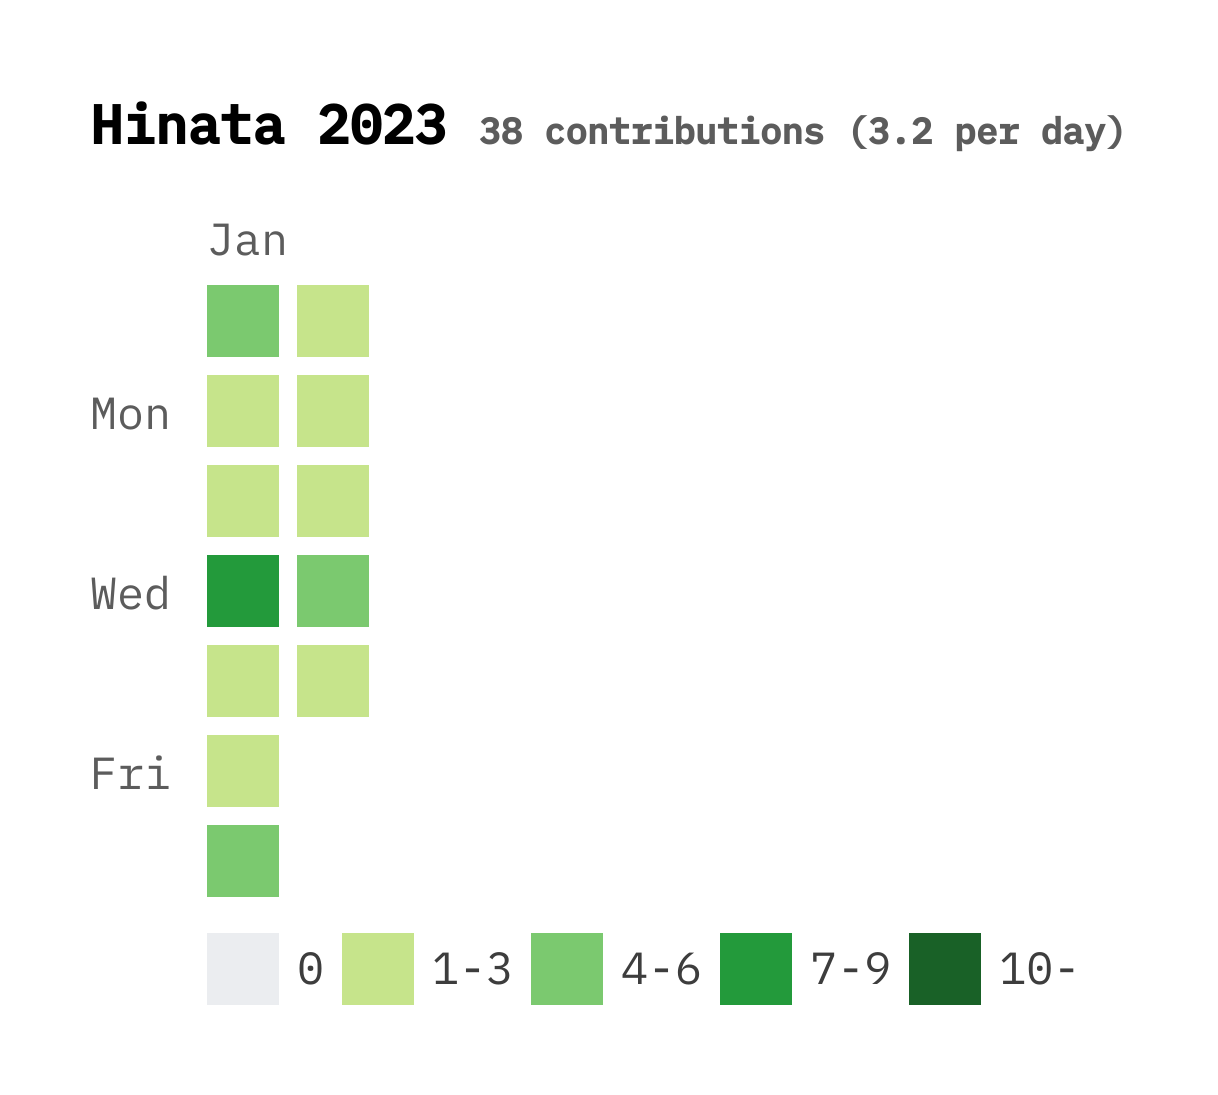 Hinata 2023 38 contributions (3.2 per day)
Jan
Mon
Wed
Fri
0 1-3 4-6 7-9 10-